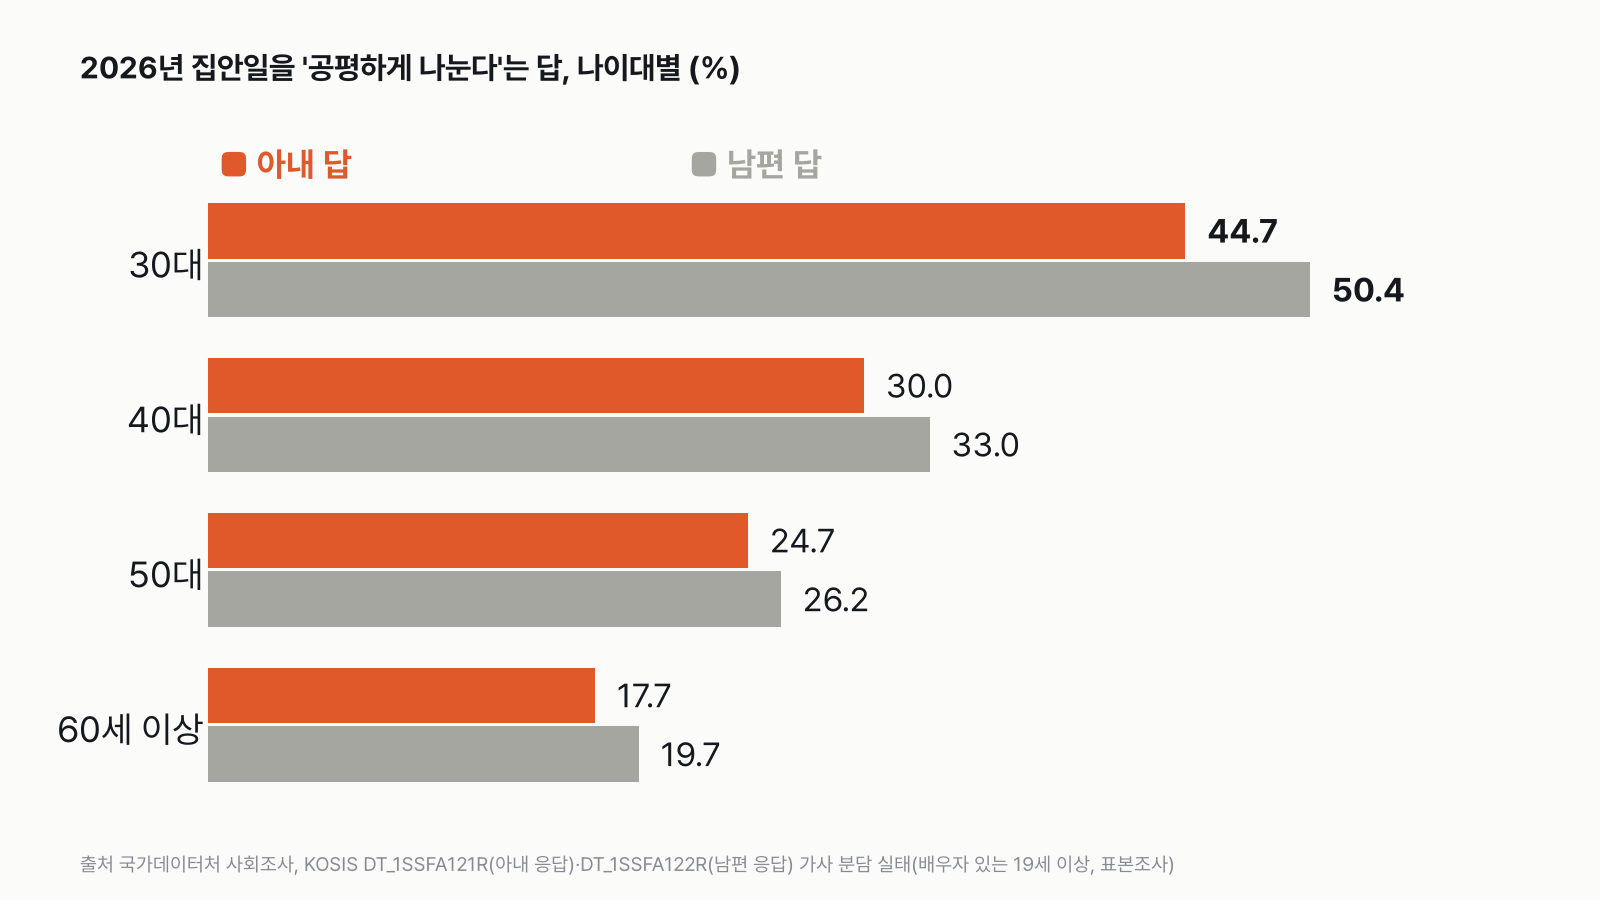 2026년 집안일을 '공평하게 나눈다'는 답, 나이대별 (%)
아내 답
남편 답
30대
44.7
50.4
40대
30.0
33.0
50대
24.7
26.2
60세 이상
17.7
19.7
출처 국가데이터처 사회조사, KOSIS DT_1SSFA121R(아내 응답)·DT_1SSFA122R(남편 응답) 가사 분담 실태(배우자 있는 19세 이상, 표본조사)